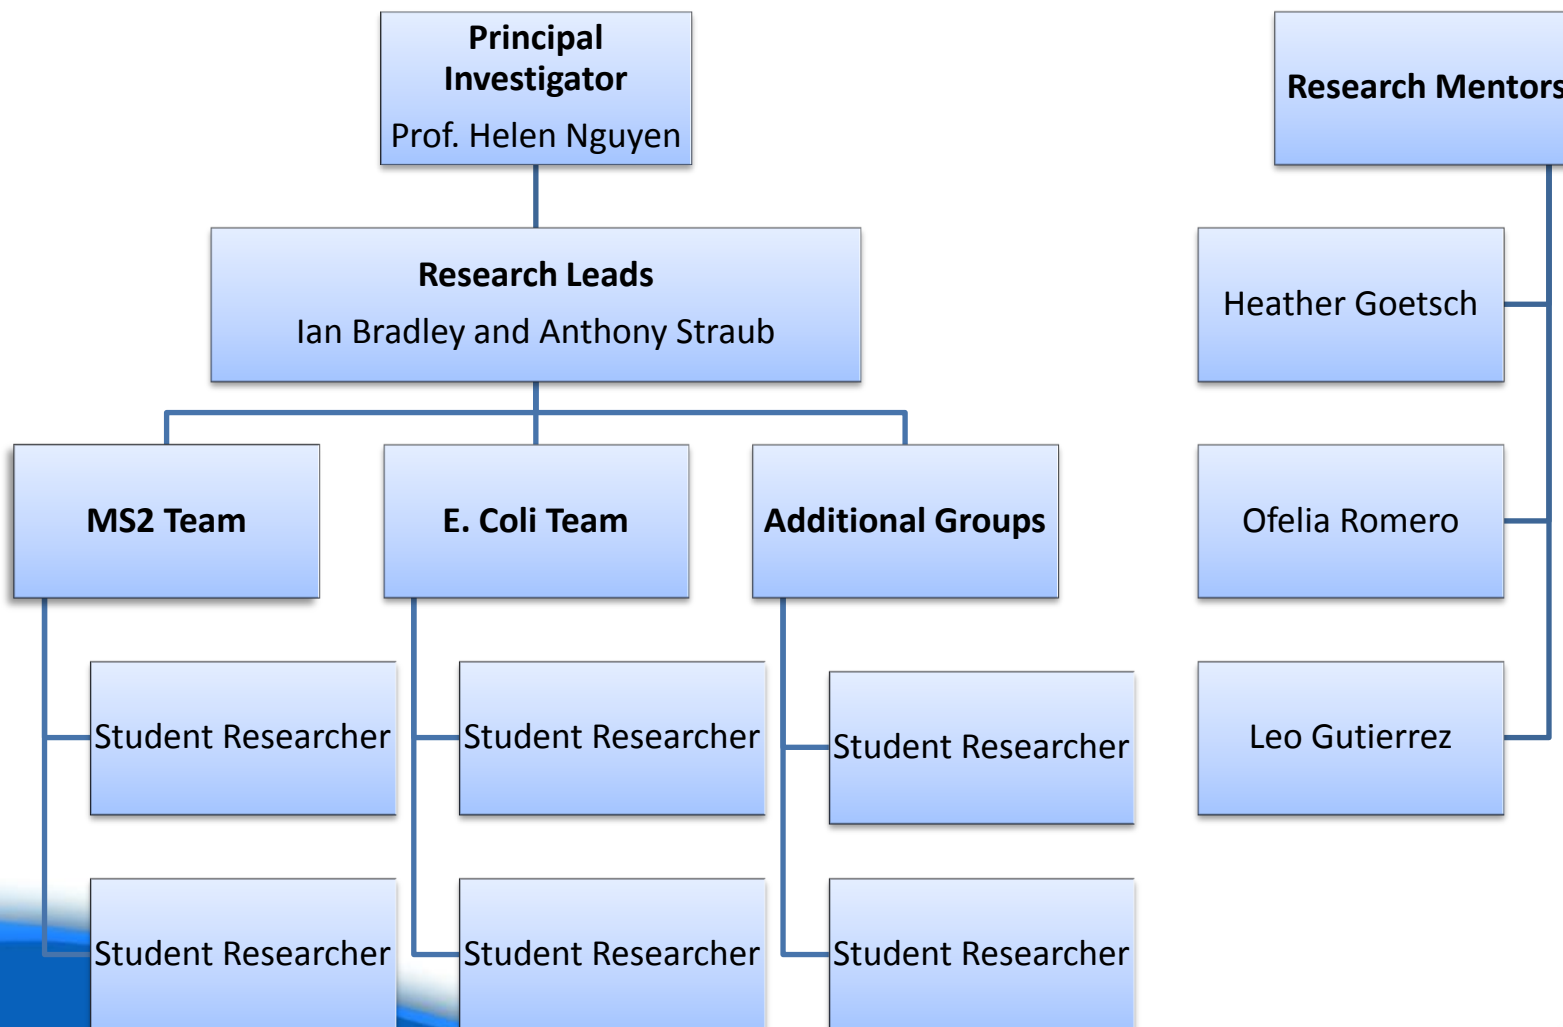 Principal
Investigator
Prof. Helen Nguyen
Research Leads
Ian Bradley and Anthony Straub
MS2 Team
E. Coli Team
Additional Groups
Student Researcher
Student Researcher
Student Researcher
Student Researcher
Student Researcher
Student Researcher
Research Mentors
Heather Goetsch
Ofelia Romero
Leo Gutierrez